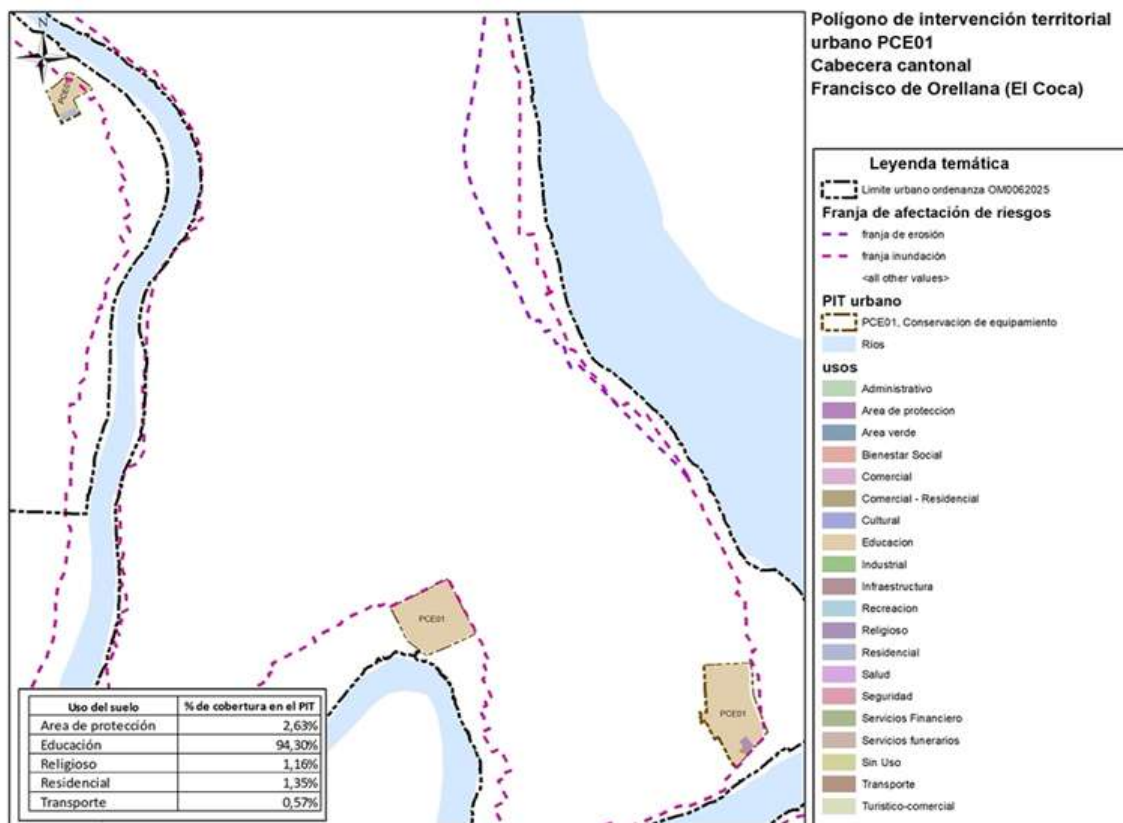 Polígono de intervención territorial
urbano PCE01
Cabecera cantonal
Francisco de Orellana (El Coca)
N
PCE01
PCE01
PCE01
Uso del suelo % de cobertura en el PIT
Area de protección 2,63%
Educación 94,30%
Religioso 1,16%
Residencial 1,35%
Transporte 0,57%
Leyenda temática
Limite urbano ordenanza OM0062025
Franja de afectación de riesgos
franja de erosión
franja inundación
<all other values>
PIT urbano
PCE01, Conservacion de equipamiento
Rios
usos
Administrativo
Area de proteccion
Area verde
Bienestar Social
Comercial
Comercial - Residencial
Cultural
Educacion
Industrial
Infraestructura
Recreacion
Religioso
Residencial
Salud
Seguridad
Servicios Financiero
Servicios funerarios
Sin Uso
Transporte
Turistico-comercial